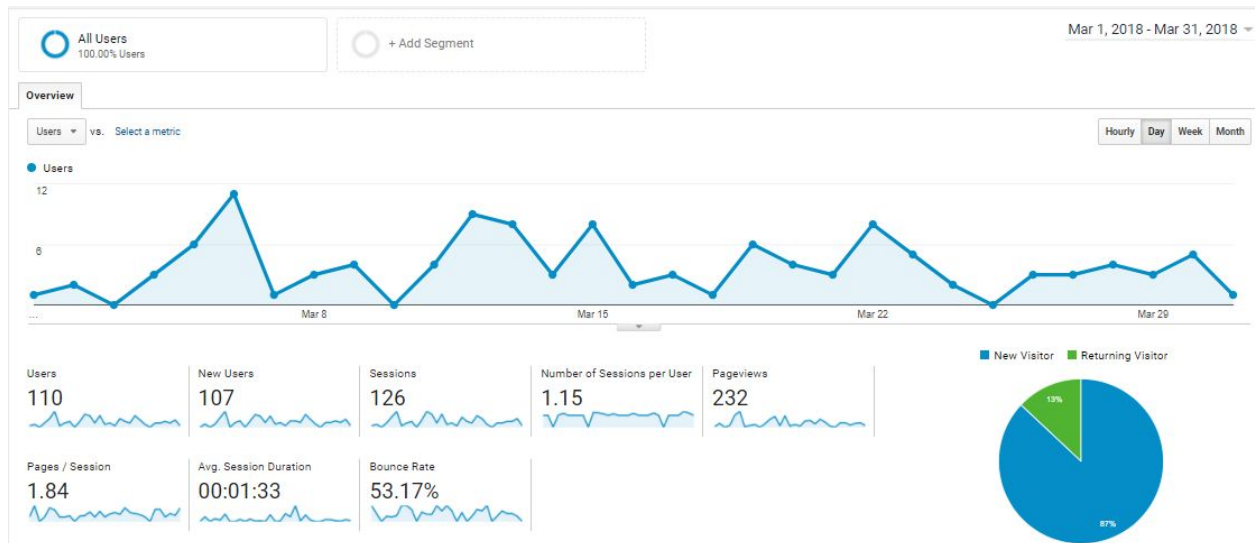 All Users
100.00% Users
+ Add Segment
Mar 1, 2018 - Mar 31, 2018
Overview
Users vs. Select a metric
Hourly Day Week Month
Users
12
6
... Mar 8 Mar 15 Mar 22 Mar 29
New Visitor Returning Visitor
Users
110
New Users
107
Sessions
126
Number of Sessions per User
1.15
Pageviews
232
Pages / Session
1.84
Avg. Session Duration
00:01:33
Bounce Rate
53.17%
13%
87%